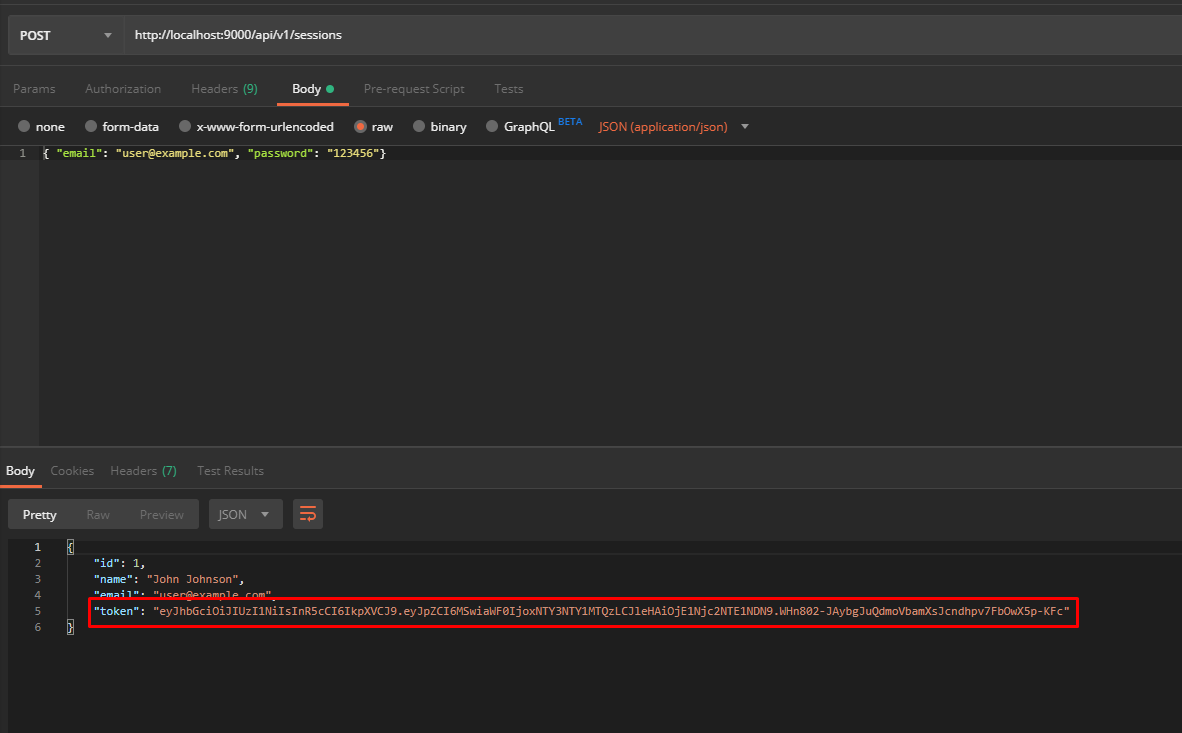 POST http://localhost:9000/api/v1/sessions
Params Authorization Headers (9) Body Pre-request Script Tests
none form-data x-www-form-urlencoded raw binary GraphQL BETA JSON (application/json)
1 { "email": "user@example.com", "password": "123456"}
Body Cookies Headers (7) Test Results
Pretty Raw Preview JSON
1 {
2 "id": 1,
3 "name": "John Johnson",
4 "email": "user@example.com",
5 "token": "eyJhbGciOiJIUzI1NiIsInR5cCI6IkpXVCJ9.eyJpZCI6MSwiaWF0IjoxNTY3NTY1MTQzLCJleHAiOjE1Njc2NTE1NDN9.WHn802-JAybgJuQdmoVbamXsJcndhpv7FbOwX5p-KFc"
6 }